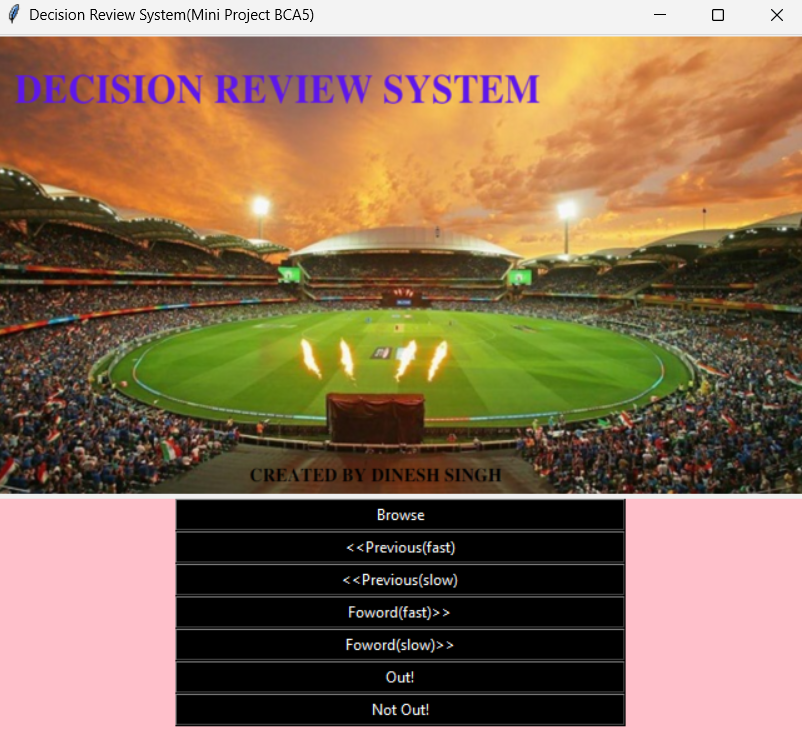 Decision Review System(Mini Project BCA5)
DECISION REVIEW SYSTEM
CREATED BY DINESH SINGH
Browse
<<Previous(fast)
<<Previous(slow)
Foword(fast)>>
Foword(slow)>>
Out!
Not Out!